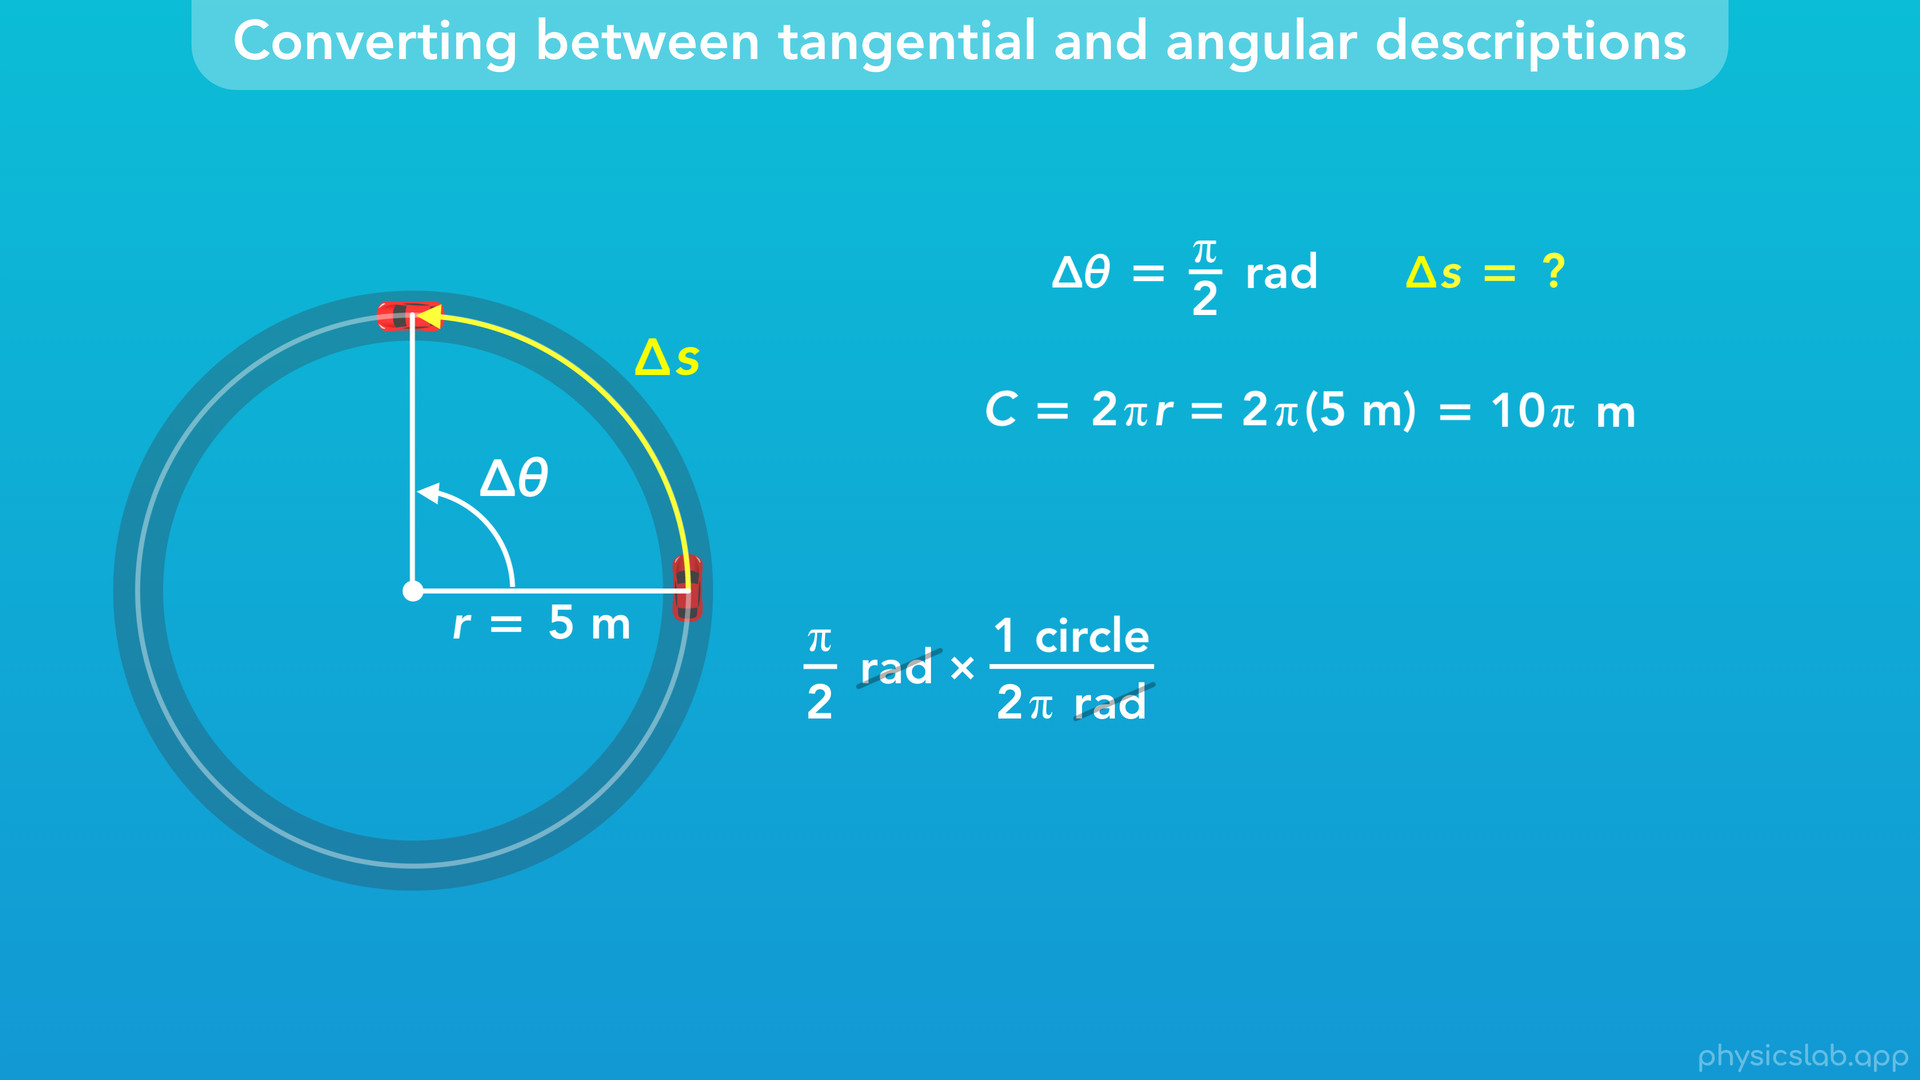 Converting between tangential and angular descriptions
Δθ = π/2 rad    Δs = ?
C = 2πr = 2π(5 m) = 10π m
Δs
Δθ
r = 5 m
π/2 rad × 1 circle/2π rad
physicslab.app